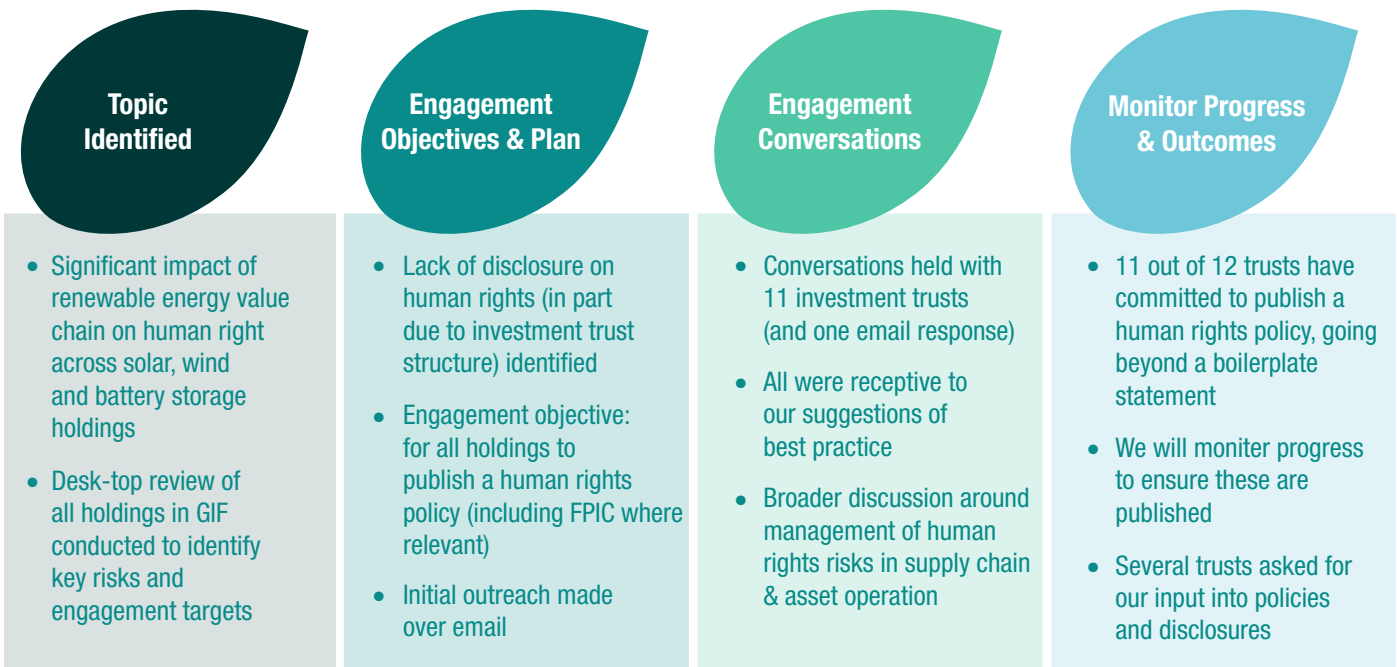 Topic
Identified
• Significant impact of
renewable energy value
chain on human right
across solar, wind
and battery storage
holdings
• Desk-top review of
all holdings in GIF
conducted to identify
key risks and
engagement targets
Engagement
Objectives & Plan
• Lack of disclosure on
human rights (in part
due to investment trust
structure) identified
• Engagement objective:
for all holdings to
publish a human rights
policy (including FPIC where
relevant)
• Initial outreach made
over email
Engagement
Conversations
• Conversations held with
11 investment trusts
(and one email response)
• All were receptive to
our suggestions of
best practice
• Broader discussion around
management of human
rights risks in supply chain
& asset operation
Monitor Progress
& Outcomes
• 11 out of 12 trusts have
committed to publish a
human rights policy, going
beyond a boilerplate
statement
• We will moniter progress
to ensure these are
published
• Several trusts asked for
our input into policies
and disclosures